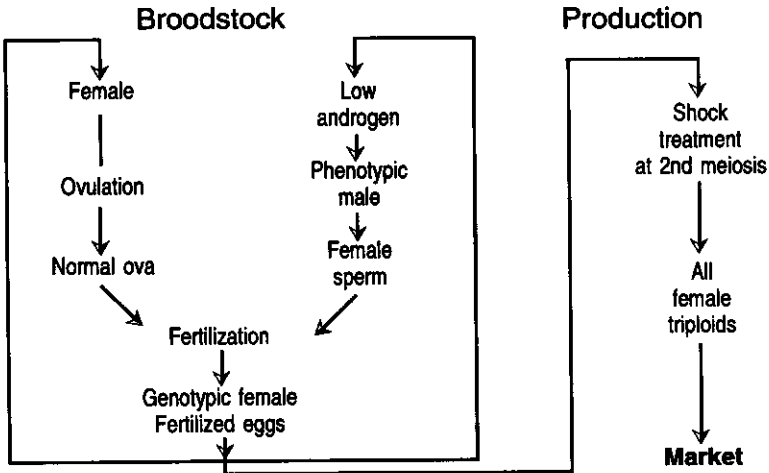 Broodstock
Production
Female
Ovulation
Normal ova
Low
androgen
Phenotypic
male
Female
sperm
Fertilization
Genotypic female
Fertilized eggs
Shock
treatment
at 2nd meiosis
All
female
triploids
Market